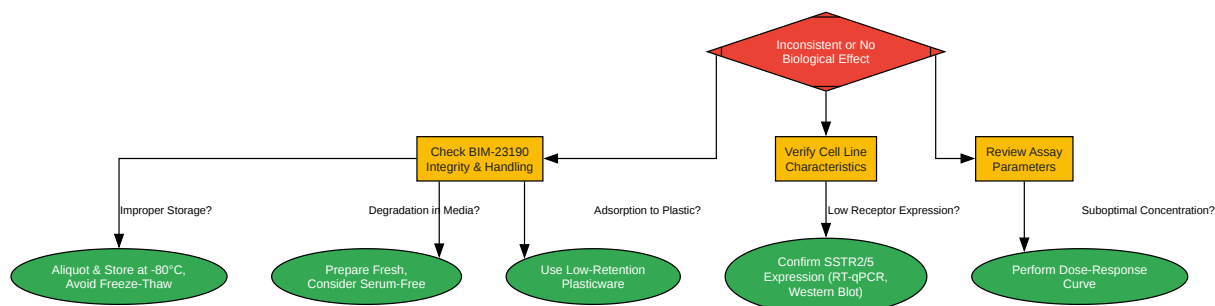 Inconsistent or No
Biological Effect
Check BIM-23190
Integrity & Handling
Verify Cell Line
Characteristics
Review Assay
Parameters
Improper Storage?
Degradation in Media?
Adsorption to Plastic?
Low Receptor Expression?
Suboptimal Concentration?
Aliquot & Store at -80°C,
Avoid Freeze-Thaw
Prepare Fresh,
Consider Serum-Free
Use Low-Retention
Plasticware
Confirm SSTR2/5
Expression (RT-qPCR,
Western Blot)
Perform Dose-Response
Curve